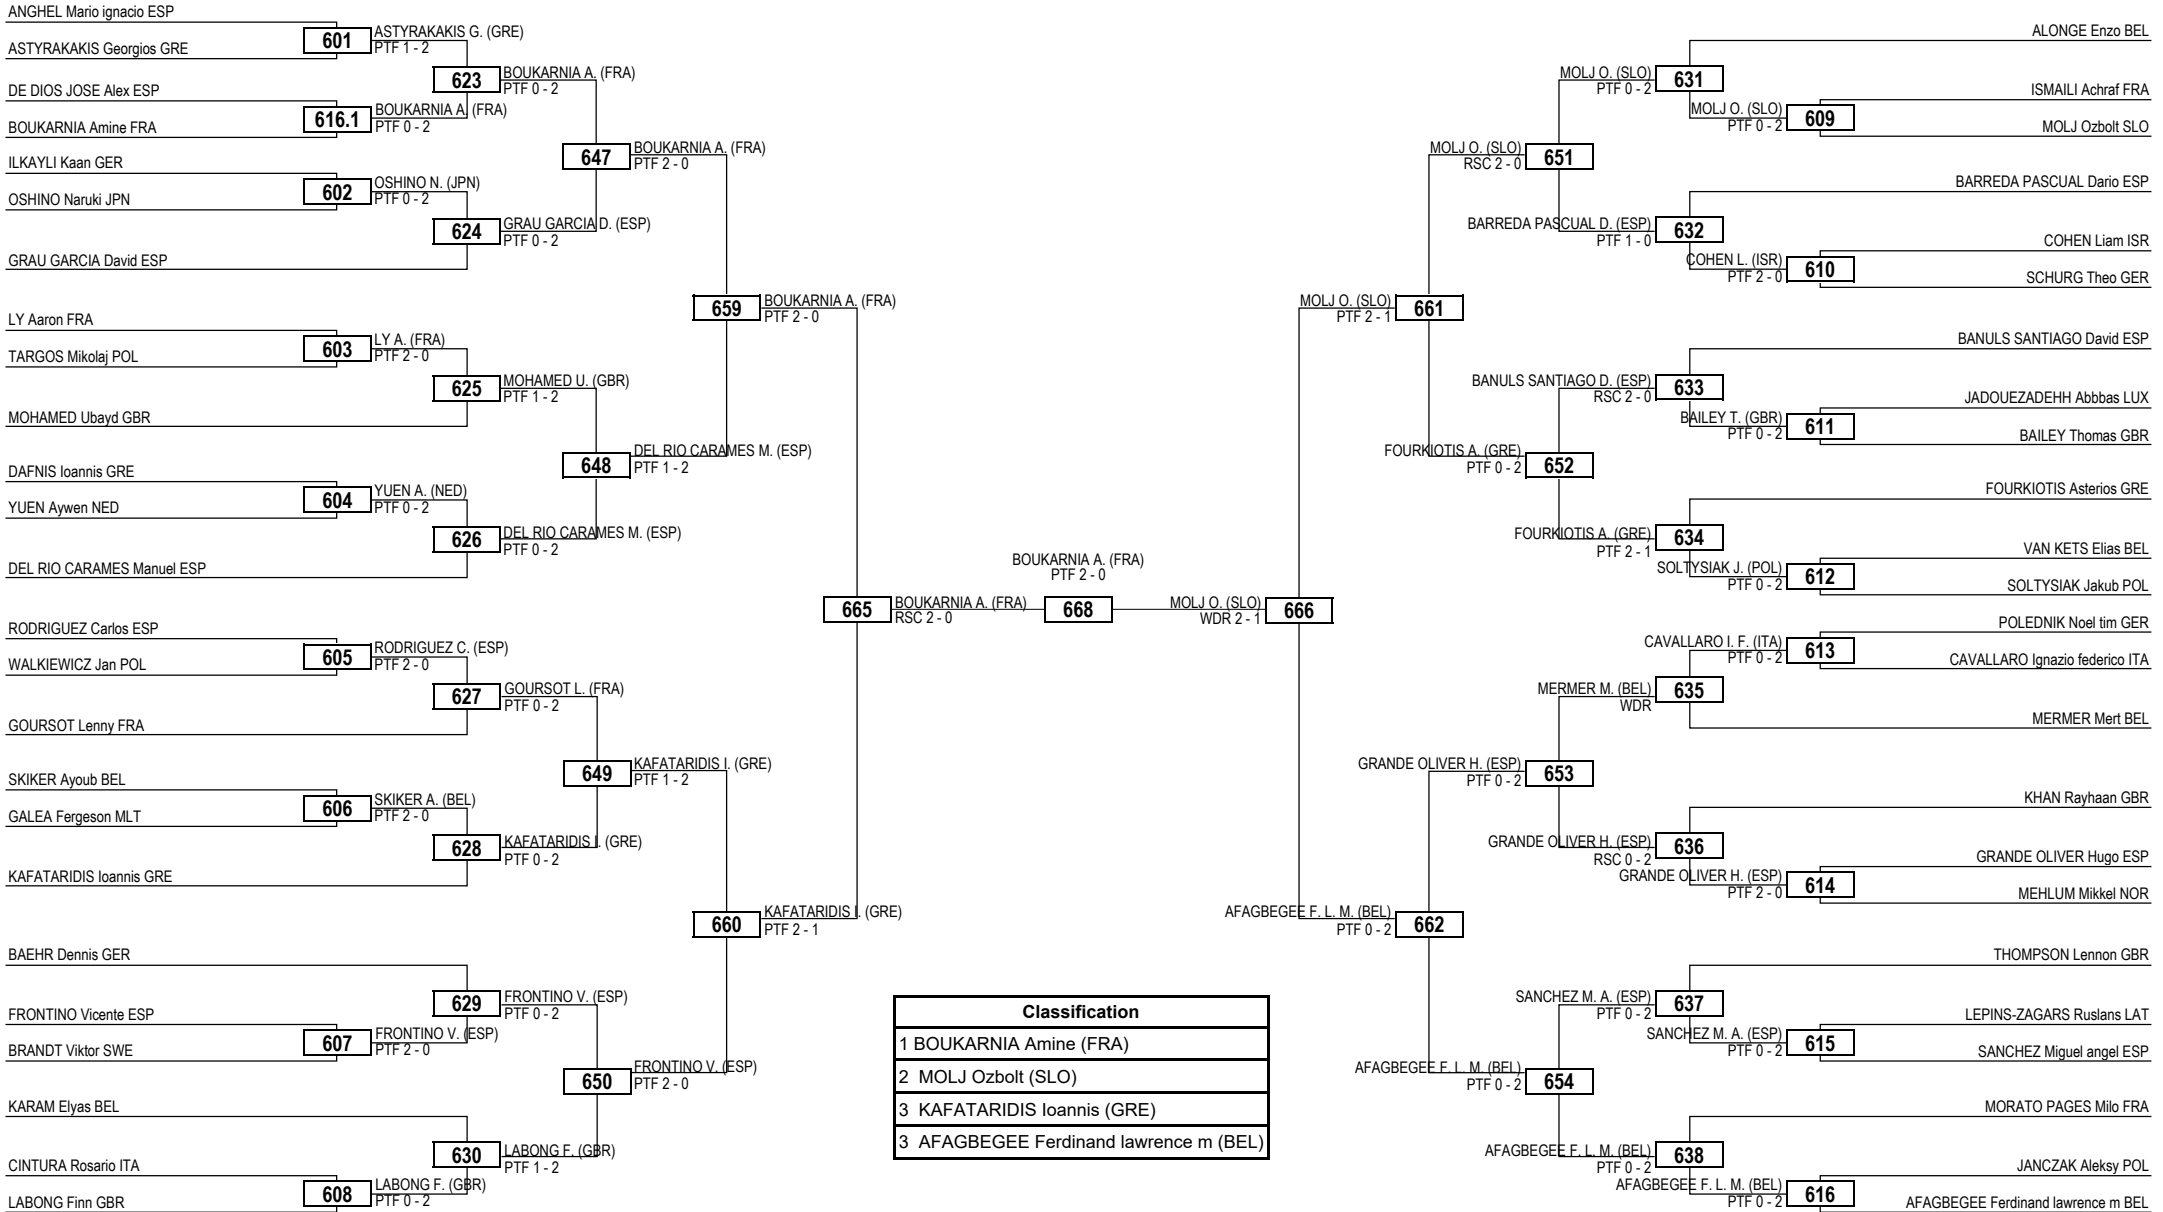 ANGHEL Mario ignacio ESP
601
ASTYRAKAKIS G. (GRE)
PTF 1 - 2
ASTYRAKAKIS Georgios GRE
623
BOUKARNIA A. (FRA)
PTF 0 - 2
DE DIOS JOSE Alex ESP
616.1
BOUKARNIA A. (FRA)
PTF 0 - 2
BOUKARNIA Amine FRA
647
BOUKARNIA A. (FRA)
PTF 2 - 0
ILKAYLI Kaan GER
602
OSHINO N. (JPN)
PTF 0 - 2
OSHINO Naruki JPN
624
GRAU GARCIA D. (ESP)
PTF 0 - 2
GRAU GARCIA David ESP
659
BOUKARNIA A. (FRA)
PTF 2 - 0
LY Aaron FRA
603
LY A. (FRA)
PTF 2 - 0
TARGOS Mikolaj POL
625
MOHAMED U. (GBR)
PTF 1 - 2
MOHAMED Ubayd GBR
648
DEL RIO CARAMES M. (ESP)
PTF 1 - 2
DAFNIS Ioannis GRE
604
YUEN A. (NED)
PTF 0 - 2
YUEN Aywen NED
626
DEL RIO CARAMES M. (ESP)
PTF 0 - 2
DEL RIO CARAMES Manuel ESP
665
BOUKARNIA A. (FRA)
RSC 2 - 0
RODRIGUEZ Carlos ESP
605
RODRIGUEZ C. (ESP)
PTF 2 - 0
WALKIEWICZ Jan POL
627
GOURSOT L. (FRA)
PTF 0 - 2
GOURSOT Lenny FRA
649
KAFATARIDIS I. (GRE)
PTF 1 - 2
SKIKER Ayoub BEL
606
SKIKER A. (BEL)
PTF 2 - 0
GALEA Fergeson MLT
628
KAFATARIDIS I. (GRE)
PTF 0 - 2
KAFATARIDIS Ioannis GRE
660
KAFATARIDIS I. (GRE)
PTF 2 - 1
BAEHR Dennis GER
629
FRONTINO V. (ESP)
PTF 0 - 2
FRONTINO Vicente ESP
607
FRONTINO V. (ESP)
PTF 2 - 0
BRANDT Viktor SWE
650
FRONTINO V. (ESP)
PTF 2 - 0
KARAM Elyas BEL
630
LABONG F. (GBR)
PTF 1 - 2
CINTURA Rosario ITA
608
LABONG F. (GBR)
PTF 0 - 2
LABONG Finn GBR
BOUKARNIA A. (FRA)
PTF 2 - 0
668
MOLJ O. (SLO)
WDR 2 - 1
666
ALONGE Enzo BEL
MOLJ O. (SLO)
PTF 0 - 2
631
ISMAILI Achraf FRA
MOLJ O. (SLO)
PTF 0 - 2
609
MOLJ Ozbolt SLO
MOLJ O. (SLO)
RSC 2 - 0
651
BARREDA PASCUAL Dario ESP
BARREDA PASCUAL D. (ESP)
PTF 1 - 0
632
COHEN Liam ISR
COHEN L. (ISR)
PTF 2 - 0
610
SCHURG Theo GER
MOLJ O. (SLO)
PTF 2 - 1
661
BANULS SANTIAGO David ESP
BANULS SANTIAGO D. (ESP)
RSC 2 - 0
633
JADOUEZADEHH Abbbas LUX
BAILEY T. (GBR)
PTF 0 - 2
611
BAILEY Thomas GBR
FOURKIOTIS A. (GRE)
PTF 0 - 2
652
FOURKIOTIS Asterios GRE
FOURKIOTIS A. (GRE)
PTF 2 - 1
634
VAN KETS Elias BEL
SOLTYSIAK J. (POL)
PTF 0 - 2
612
SOLTYSIAK Jakub POL
POLEDNIK Noel tim GER
CAVALLARO I. F. (ITA)
PTF 0 - 2
613
CAVALLARO Ignazio federico ITA
MERMER M. (BEL)
WDR
635
MERMER Mert BEL
GRANDE OLIVER H. (ESP)
PTF 0 - 2
653
KHAN Rayhaan GBR
GRANDE OLIVER H. (ESP)
RSC 0 - 2
636
GRANDE OLIVER Hugo ESP
GRANDE OLIVER H. (ESP)
PTF 2 - 0
614
MEHLUM Mikkel NOR
AFAGBEGEE F. L. M. (BEL)
PTF 0 - 2
662
THOMPSON Lennon GBR
SANCHEZ M. A. (ESP)
PTF 0 - 2
637
LEPINS-ZAGARS Ruslans LAT
SANCHEZ M. A. (ESP)
PTF 0 - 2
615
SANCHEZ Miguel angel ESP
AFAGBEGEE F. L. M. (BEL)
PTF 0 - 2
654
MORATO PAGES Milo FRA
AFAGBEGEE F. L. M. (BEL)
PTF 0 - 2
638
JANCZAK Aleksy POL
AFAGBEGEE F. L. M. (BEL)
PTF 0 - 2
616
AFAGBEGEE Ferdinand lawrence m BEL
Classification
1 BOUKARNIA Amine (FRA)
2 MOLJ Ozbolt (SLO)
3 KAFATARIDIS Ioannis (GRE)
3 AFAGBEGEE Ferdinand lawrence m (BEL)